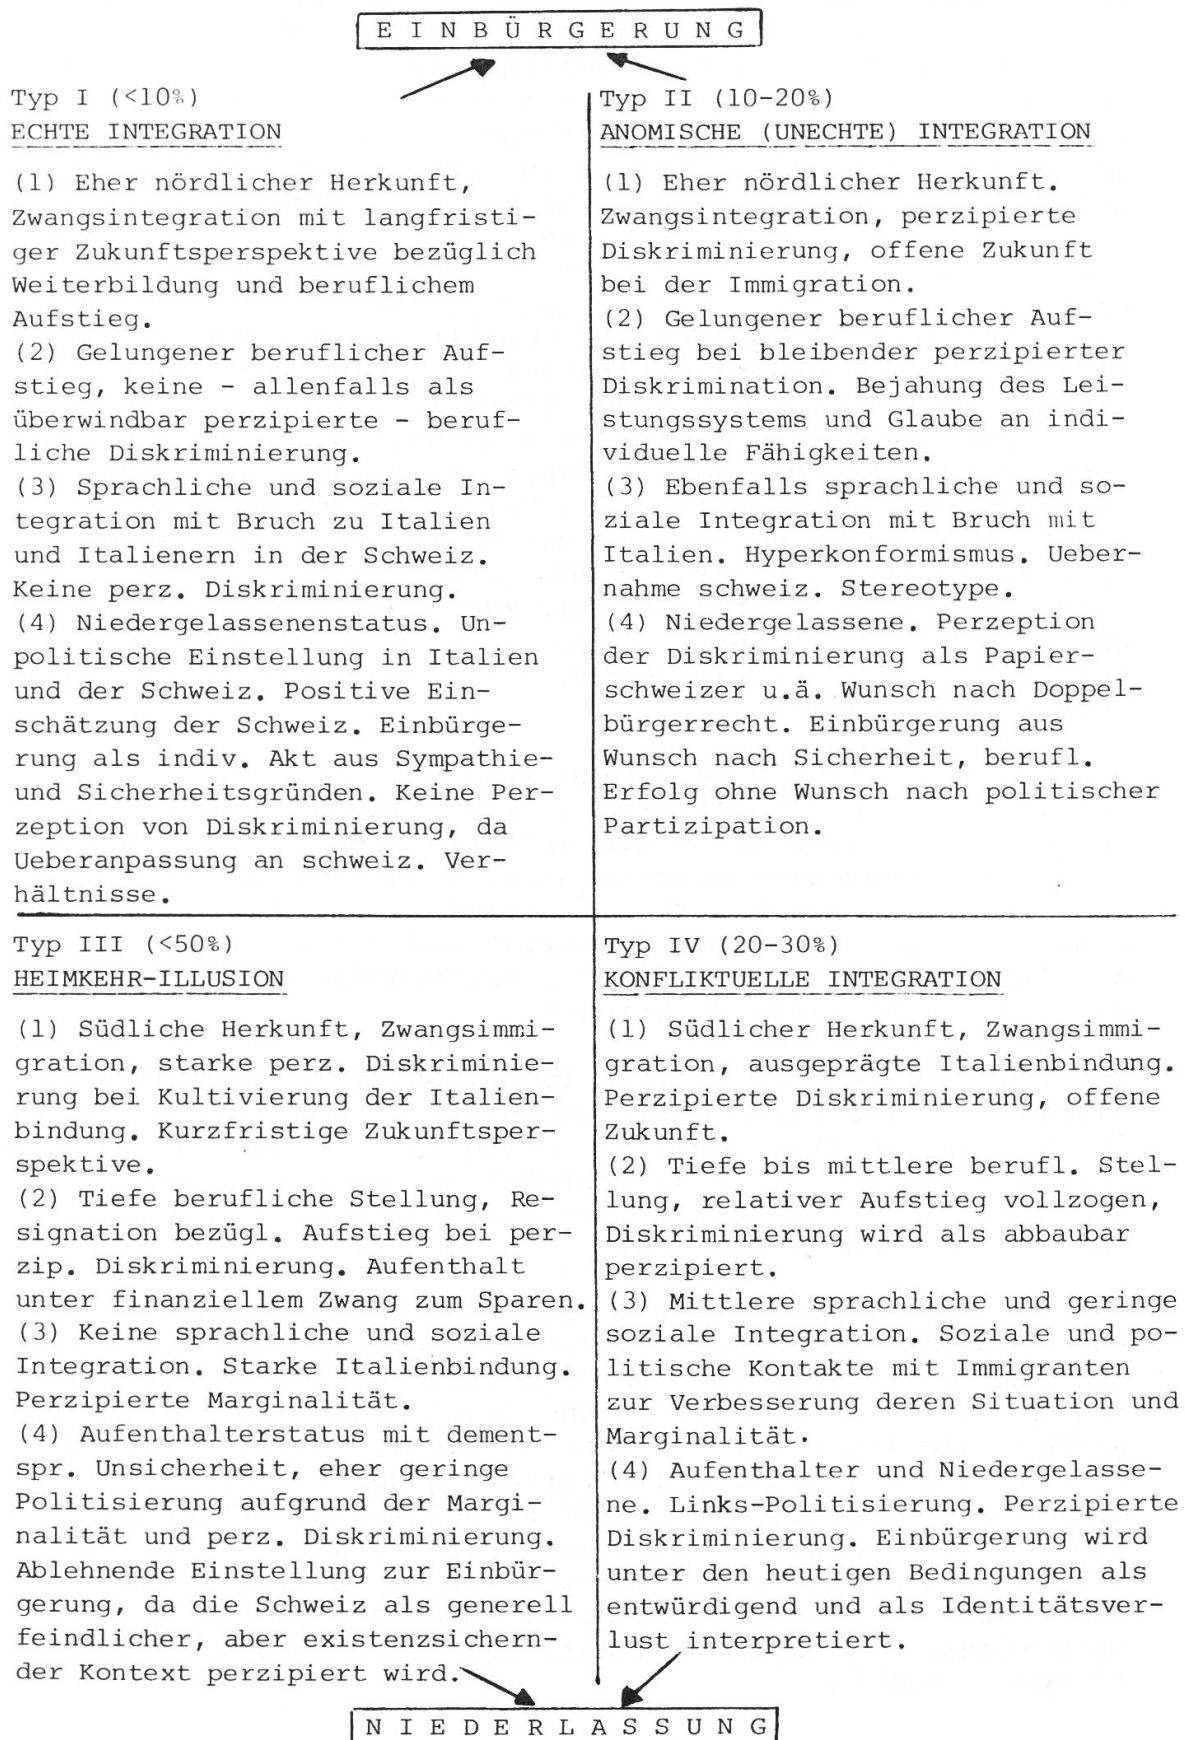 EINBÜRGERUNG
Typ I (<10%)
ECHTE INTEGRATION
(1) Eher nördlicher Herkunft,
Zwangsintegration mit langfristi-
ger Zukunftsperspektive bezüglich
Weiterbildung und beruflichem
Aufstieg.
(2) Gelungener beruflicher Auf-
stieg, keine - allenfalls als
überwindbar perzipierte - beruf-
liche Diskriminierung.
(3) Sprachliche und soziale In-
tegration mit Bruch zu Italien
und Italienern in der Schweiz.
Keine perz. Diskriminierung.
(4) Niedergelassenenstatus. Un-
politische Einstellung in Italien
und der Schweiz. Positive Ein-
schätzung der Schweiz. Einbürge-
rung als indiv. Akt aus Sympathie-
und Sicherheitsgründen. Keine Per-
zeption von Diskriminierung, da
Ueberanpassung an schweiz. Ver-
hältnisse.
Typ II (10-20%)
ANOMISCHE (UNECHTE) INTEGRATION
(1) Eher nördlicher Herkunft.
Zwangsintegration, perzipierte
Diskriminierung, offene Zukunft
bei der Immigration.
(2) Gelungener beruflicher Auf-
stieg bei bleibender perzipierter
Diskrimination. Bejahung des Lei-
stungssystems und Glaube an indi-
viduelle Fähigkeiten.
(3) Ebenfalls sprachliche und so-
ziale Integration mit Bruch mit
Italien. Hyperkonformismus. Ueber-
nahme schweiz. Stereotype.
(4) Niedergelassene. Perzeption
der Diskriminierung als Papier-
schweizer u.ä. Wunsch nach Doppel-
bürgerrecht. Einbürgerung aus
Wunsch nach Sicherheit, berufl.
Erfolg ohne Wunsch nach politischer
Partizipation.
Typ III (<50%)
HEIMKEHR-ILLUSION
(1) Südliche Herkunft, Zwangsimmi-
gration, starke perz. Diskriminie-
rung bei Kultivierung der Italien-
bindung. Kurzfristige Zukunftsper-
spektive.
(2) Tiefe berufliche Stellung, Re-
signation bezügl. Aufstieg bei per-
zip. Diskriminierung. Aufenthalt
unter finanziellem Zwang zum Sparen.
(3) Keine sprachliche und soziale
Integration. Starke Italienbindung.
Perzipierte Marginalität.
(4) Aufenthalterstatus mit dement-
spr. Unsicherheit, eher geringe
Politisierung aufgrund der Margi-
nalität und perz. Diskriminierung.
Ablehnende Einstellung zur Einbür-
gerung, da die Schweiz als generell
feindlicher, aber existenzsichern-
der Kontext perzipiert wird.
Typ IV (20-30%)
KONFLIKTUELLE INTEGRATION
(1) Südlicher Herkunft, Zwangsimmi-
gration, ausgeprägte Italienbindung.
Perzipierte Diskriminierung, offene
Zukunft.
(2) Tiefe bis mittlere berufl. Stel-
lung, relativer Aufstieg vollzogen,
Diskriminierung wird als abbaubar
perzipiert.
(3) Mittlere sprachliche und geringe
soziale Integration. Soziale und po-
litische Kontakte mit Immigranten
zur Verbesserung deren Situation und
Marginalität.
(4) Aufenthalter und Niedergelasse-
ne. Links-Politisierung. Perzipierte
Diskriminierung. Einbürgerung wird
unter den heutigen Bedingungen als
entwürdigend und als Identitätsver-
lust interpretiert.
NIEDERLASSUNG